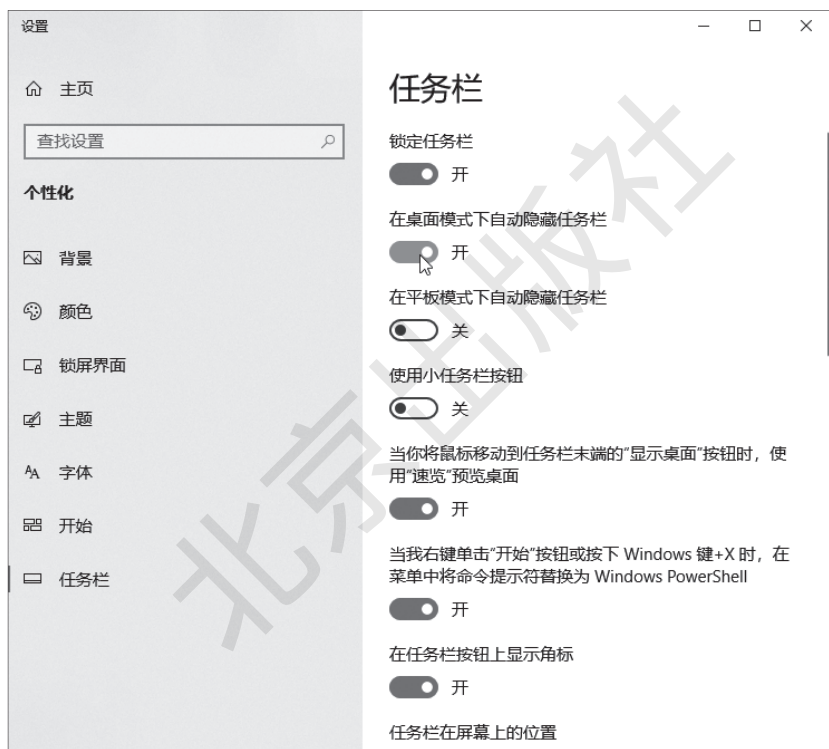 设置
主页
查找设置
个性化
背景
颜色
锁屏界面
主题
字体
开始
任务栏
任务栏
锁定任务栏
开
在桌面模式下自动隐藏任务栏
开
在平板模式下自动隐藏任务栏
关
使用小任务栏按钮
关
当你将鼠标移动到任务栏末端的“显示桌面”按钮时，使
用“速览”预览桌面
开
当我右键单击“开始”按钮或按下 Windows 键+X 时，在
菜单中将命令提示符替换为 Windows PowerShell
开
在任务栏按钮上显示角标
开
任务栏在屏幕上的位置
北京出版社